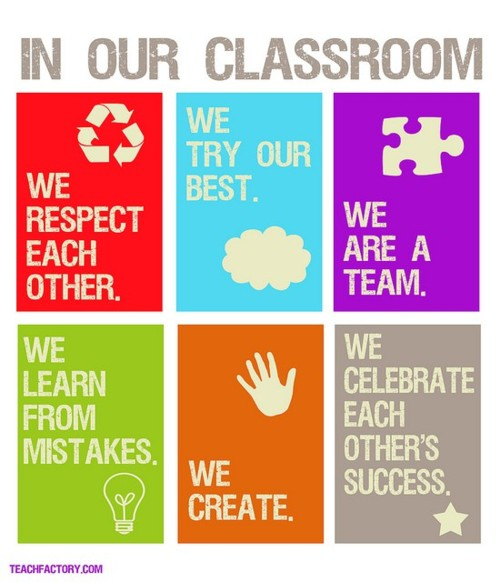 IN OUR CLASSROOM
WE
RESPECT
EACH
OTHER.
WE
TRY OUR
BEST.
WE
ARE A
TEAM.
WE
LEARN
FROM
MISTAKES.
WE
CREATE.
WE
CELEBRATE
EACH
OTHER'S
SUCCESS.
TEACHFACTORY.COM